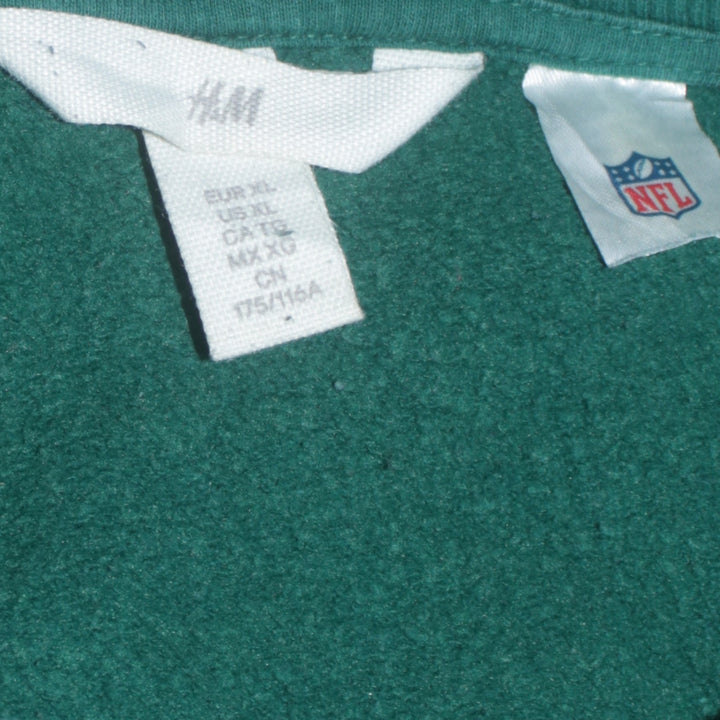 H&M
EUR XL
US XL
CA TG
MX XG
CN
175/116A
NFL